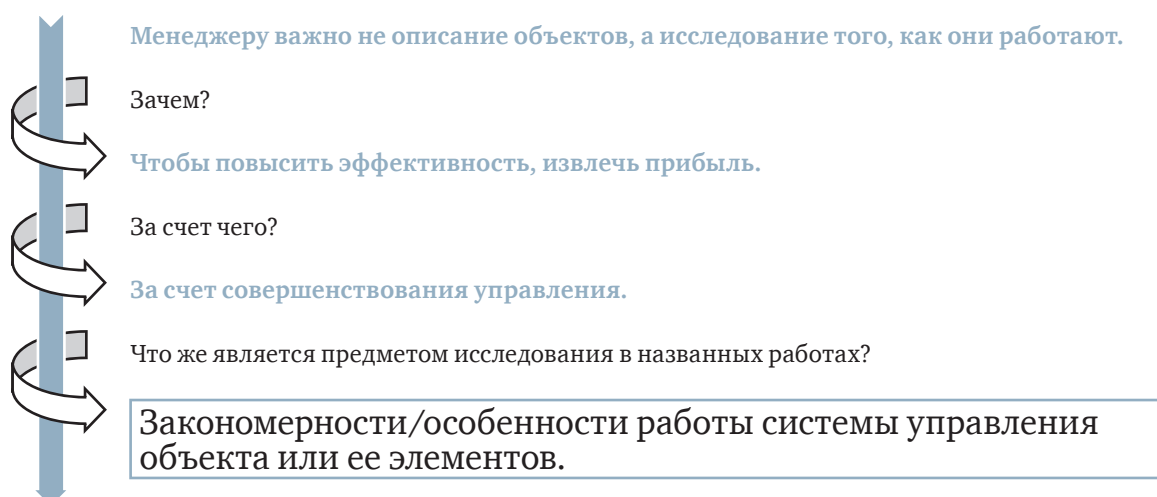 Менеджеру важно не описание объектов, а исследование того, как они работают.
Зачем?
Чтобы повысить эффективность, извлечь прибыль.
За счет чего?
За счет совершенствования управления.
Что же является предметом исследования в названных работах?
Закономерности/особенности работы системы управления
объекта или ее элементов.